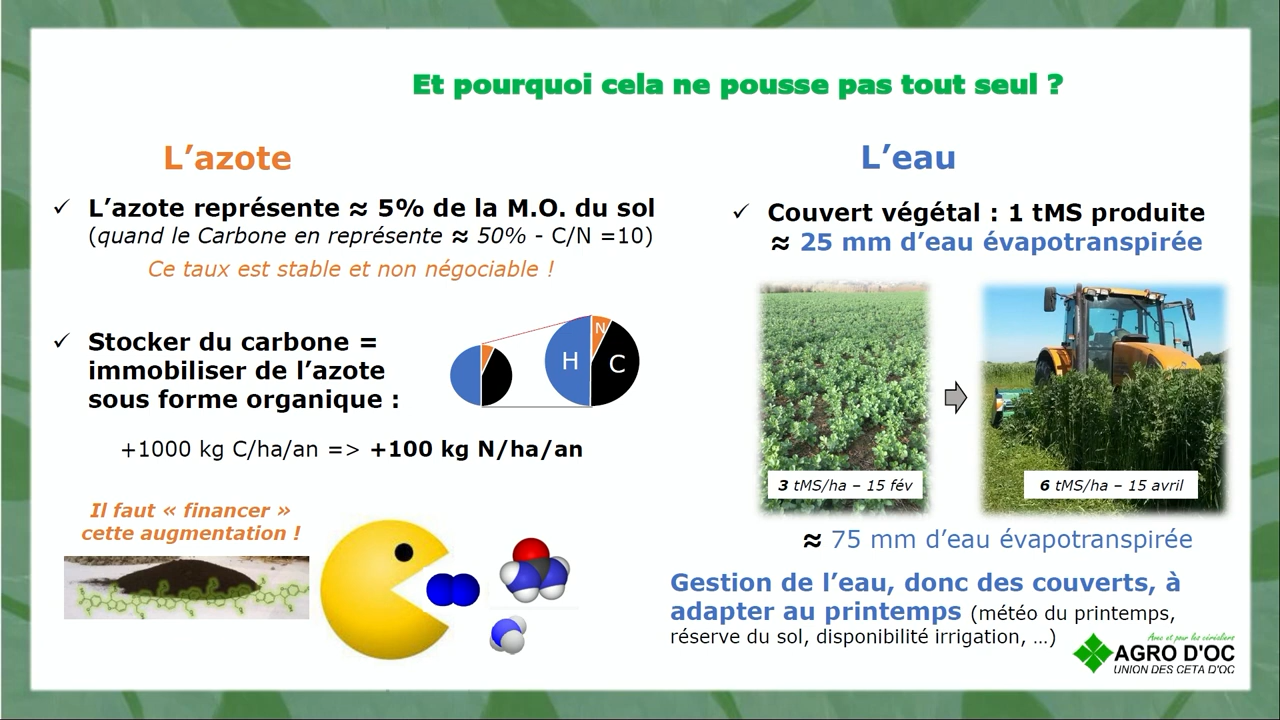 Et pourquoi cela ne pousse pas tout seul ?
L’azote
✓ L’azote représente ≈ 5% de la M.O. du sol
(quand le Carbone en représente ≈ 50% - C/N =10)
Ce taux est stable et non négociable !
✓ Stocker du carbone =
immobiliser de l’azote
sous forme organique :
N
H
C
+1000 kg C/ha/an => +100 kg N/ha/an
Il faut « financer »
cette augmentation !
L’eau
✓ Couvert végétal : 1 tMS produite
≈ 25 mm d’eau évapotranspirée
3 tMS/ha – 15 fév
6 tMS/ha – 15 avril
≈ 75 mm d’eau évapotranspirée
Gestion de l’eau, donc des couverts, à
adapter au printemps (météo du printemps,
réserve du sol, disponibilité irrigation, …)
Avec et pour les céréaliers
AGRO D'OC
UNION DES CETA D'OC